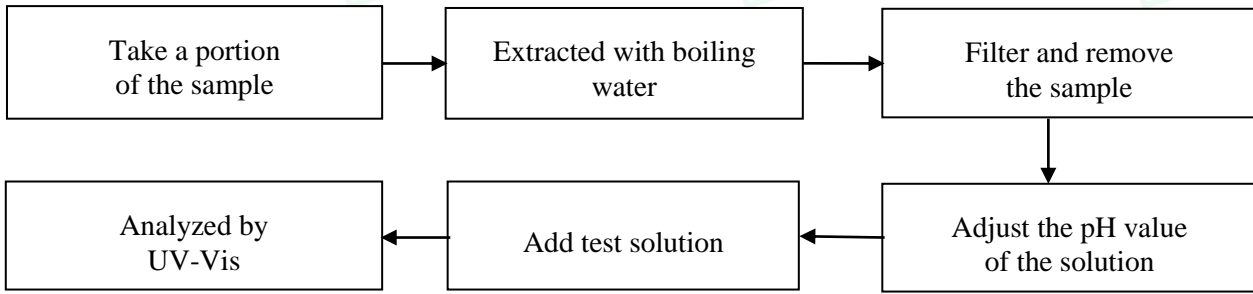 Take a portion
of the sample
Extracted with boiling
water
Filter and remove
the sample
Adjust the pH value
of the solution
Add test solution
Analyzed by
UV-Vis